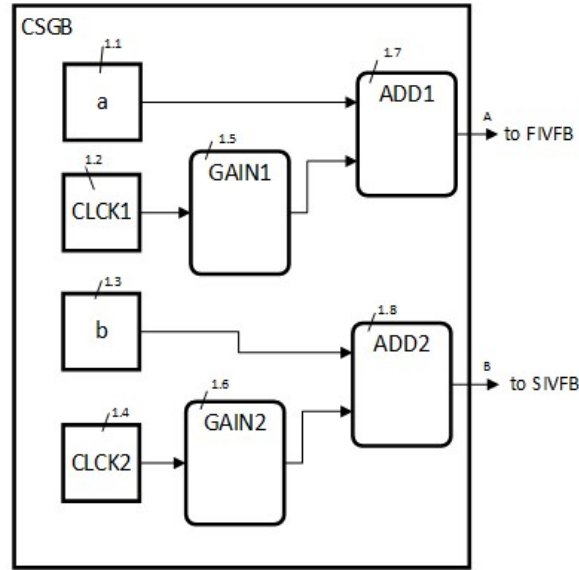 CSGB
1.1
a
1.7
ADD1
A
to FIVFB
1.5
GAIN1
1.2
CLCK1
1.3
b
1.8
ADD2
B
to SIVFB
1.6
GAIN2
1.4
CLCK2